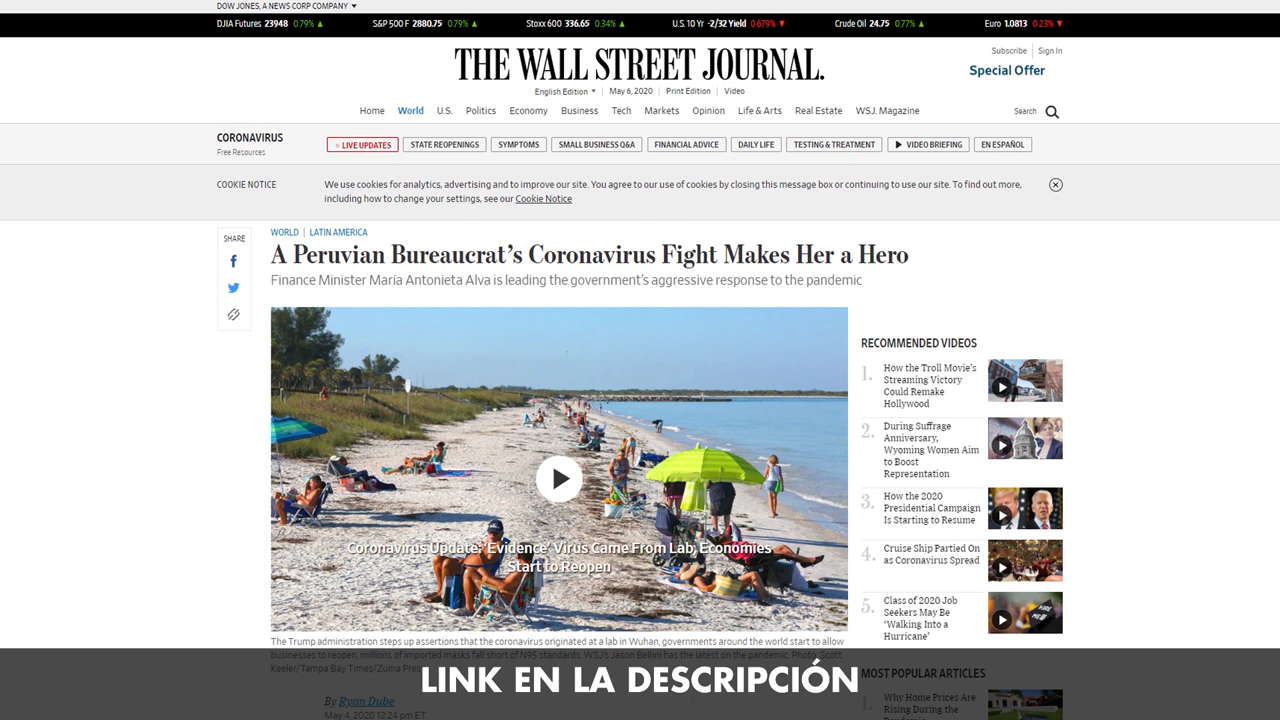 DOW JONES, A NEWS CORP COMPANY
DJIA Futures 23948 0.79% ▲ S&P 500 F 2880.75 0.79% ▲ Stoxx 600 336.65 0.34% ▲ U.S. 10 Yr -2/32 Yield 0.679% ▼ Crude Oil 24.75 0.77% ▲ Euro 1.0813 0.23% ▼
THE WALL STREET JOURNAL.
Subscribe Sign In
Special Offer
English Edition May 6, 2020 Print Edition Video
Home World U.S. Politics Economy Business Tech Markets Opinion Life & Arts Real Estate WSJ. Magazine Search
CORONAVIRUS
Free Resources
LIVE UPDATES STATE REOPENINGS SYMPTOMS SMALL BUSINESS Q&A FINANCIAL ADVICE DAILY LIFE TESTING & TREATMENT VIDEO BRIEFING EN ESPAÑOL
COOKIE NOTICE
We use cookies for analytics, advertising and to improve our site. You agree to our use of cookies by closing this message box or continuing to use our site. To find out more,
including how to change your settings, see our Cookie Notice
SHARE
WORLD | LATIN AMERICA
A Peruvian Bureaucrat's Coronavirus Fight Makes Her a Hero
Finance Minister María Antonieta Alva is leading the government's aggressive response to the pandemic
Coronavirus Update: 'Evidence' Virus Came From Lab, Economies
Start to Reopen
The Trump administration steps up assertions that the coronavirus originated at a lab in Wuhan, governments around the world start to allow
businesses to reopen, millions of imported masks fall short of N95 standards. WSJ's Jason Bellini has the latest on the pandemic. Photo: Scott
Keeler/Tampa Bay Times/Zuma Press
By Ryan Dube
May 4, 2020 12:24 pm ET
RECOMMENDED VIDEOS
1. How the Troll Movie's
Streaming Victory
Could Remake
Hollywood
2. During Suffrage
Anniversary,
Wyoming Women Aim
to Boost
Representation
3. How the 2020
Presidential Campaign
Is Starting to Resume
4. Cruise Ship Partied On
as Coronavirus Spread
5. Class of 2020 Job
Seekers May Be
'Walking Into a
Hurricane'
MOST POPULAR ARTICLES
1. Why Home Prices Are
Rising During the
LINK EN LA DESCRIPCIÓN